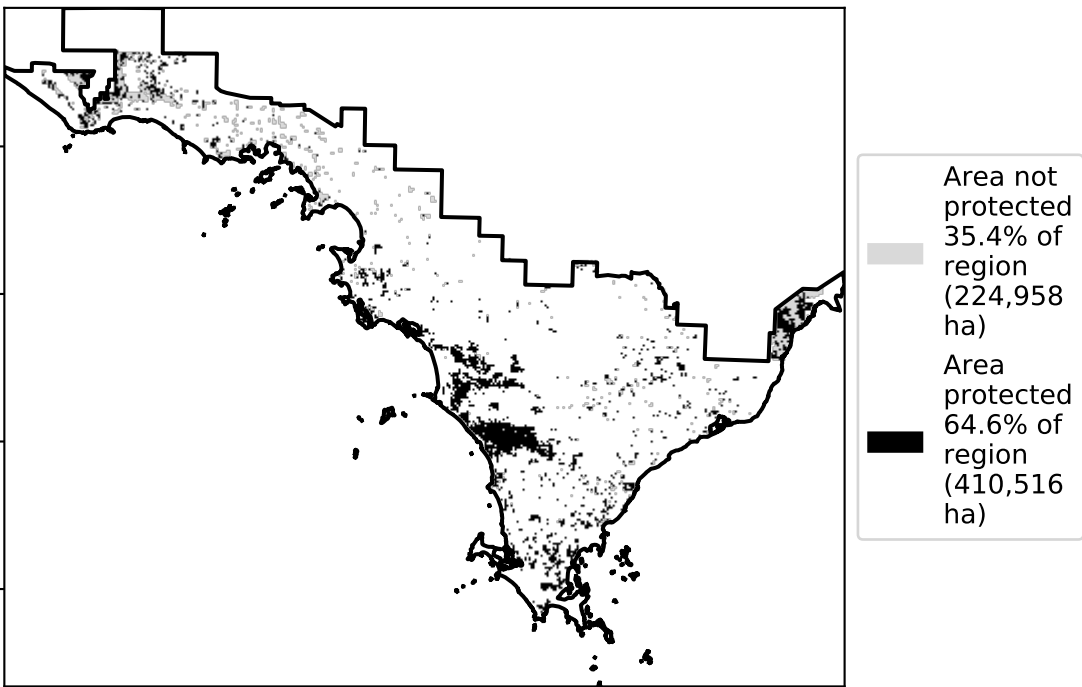 Area not
protected
35.4% of
region
(224,958
ha)
Area
protected
64.6% of
region
(410,516
ha)